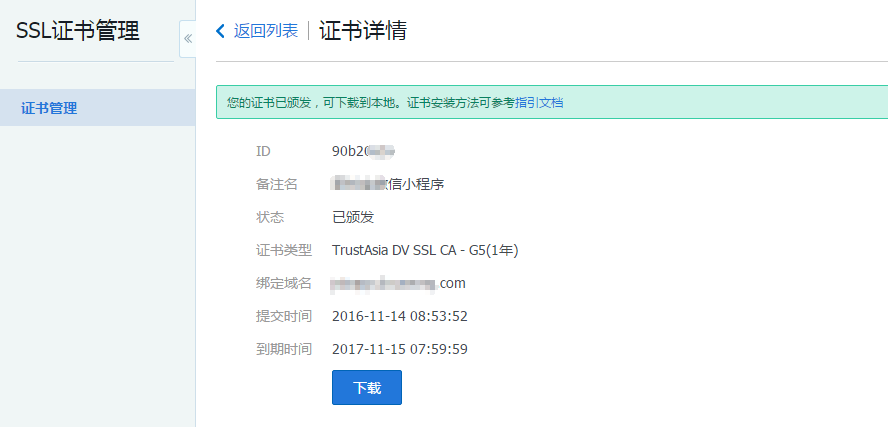 SSL证书管理
«
返回列表 | 证书详情
证书管理
您的证书已颁发，可下载到本地。证书安装方法可参考指引文档
ID 90b20
备注名 信小程序
状态 已颁发
证书类型 TrustAsia DV SSL CA - G5(1年)
绑定域名 .com
提交时间 2016-11-14 08:53:52
到期时间 2017-11-15 07:59:59
下载